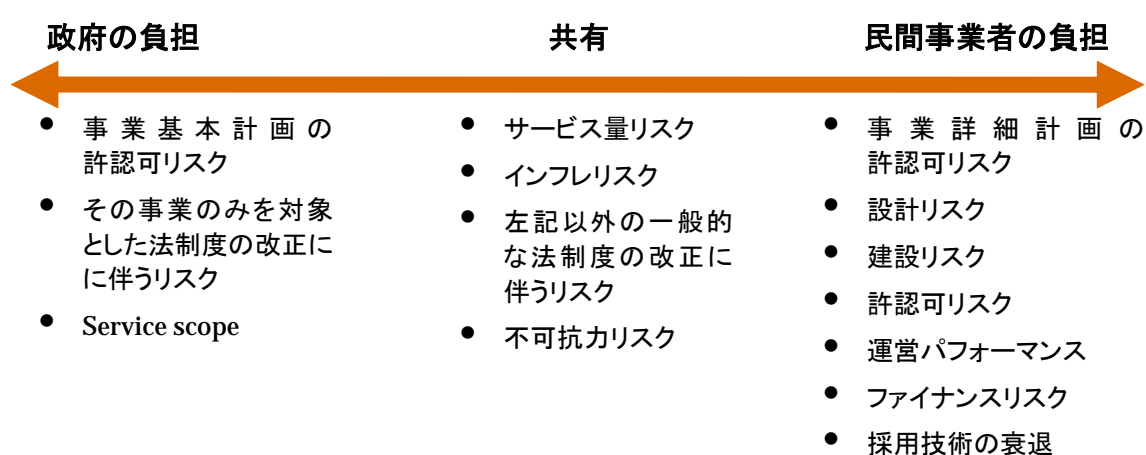 政府の負担
共有
民間事業者の負担
• 事業基本計画の
許認可リスク
• その事業のみを対象
とした法制度の改正に
に伴うリスク
• Service scope
• サービス量リスク
• インフレリスク
• 左記以外の一般的
な法制度の改正に
伴うリスク
• 不可抗力リスク
• 事業詳細計画の
許認可リスク
• 設計リスク
• 建設リスク
• 許認可リスク
• 運営パフォーマンス
• ファイナンスリスク
• 採用技術の衰退